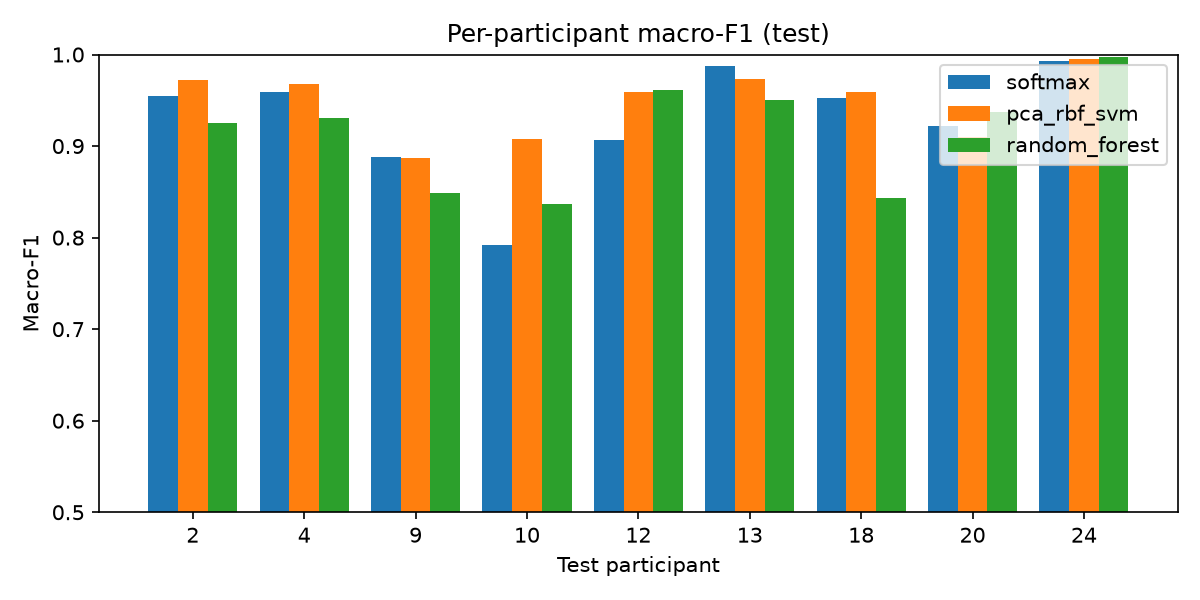 Per-participant macro-F1 (test)
Macro-F1
1.0
0.9
0.8
0.7
0.6
0.5
softmax
pca_rbf_svm
random_forest
2 4 9 10 12 13 18 20 24
Test participant